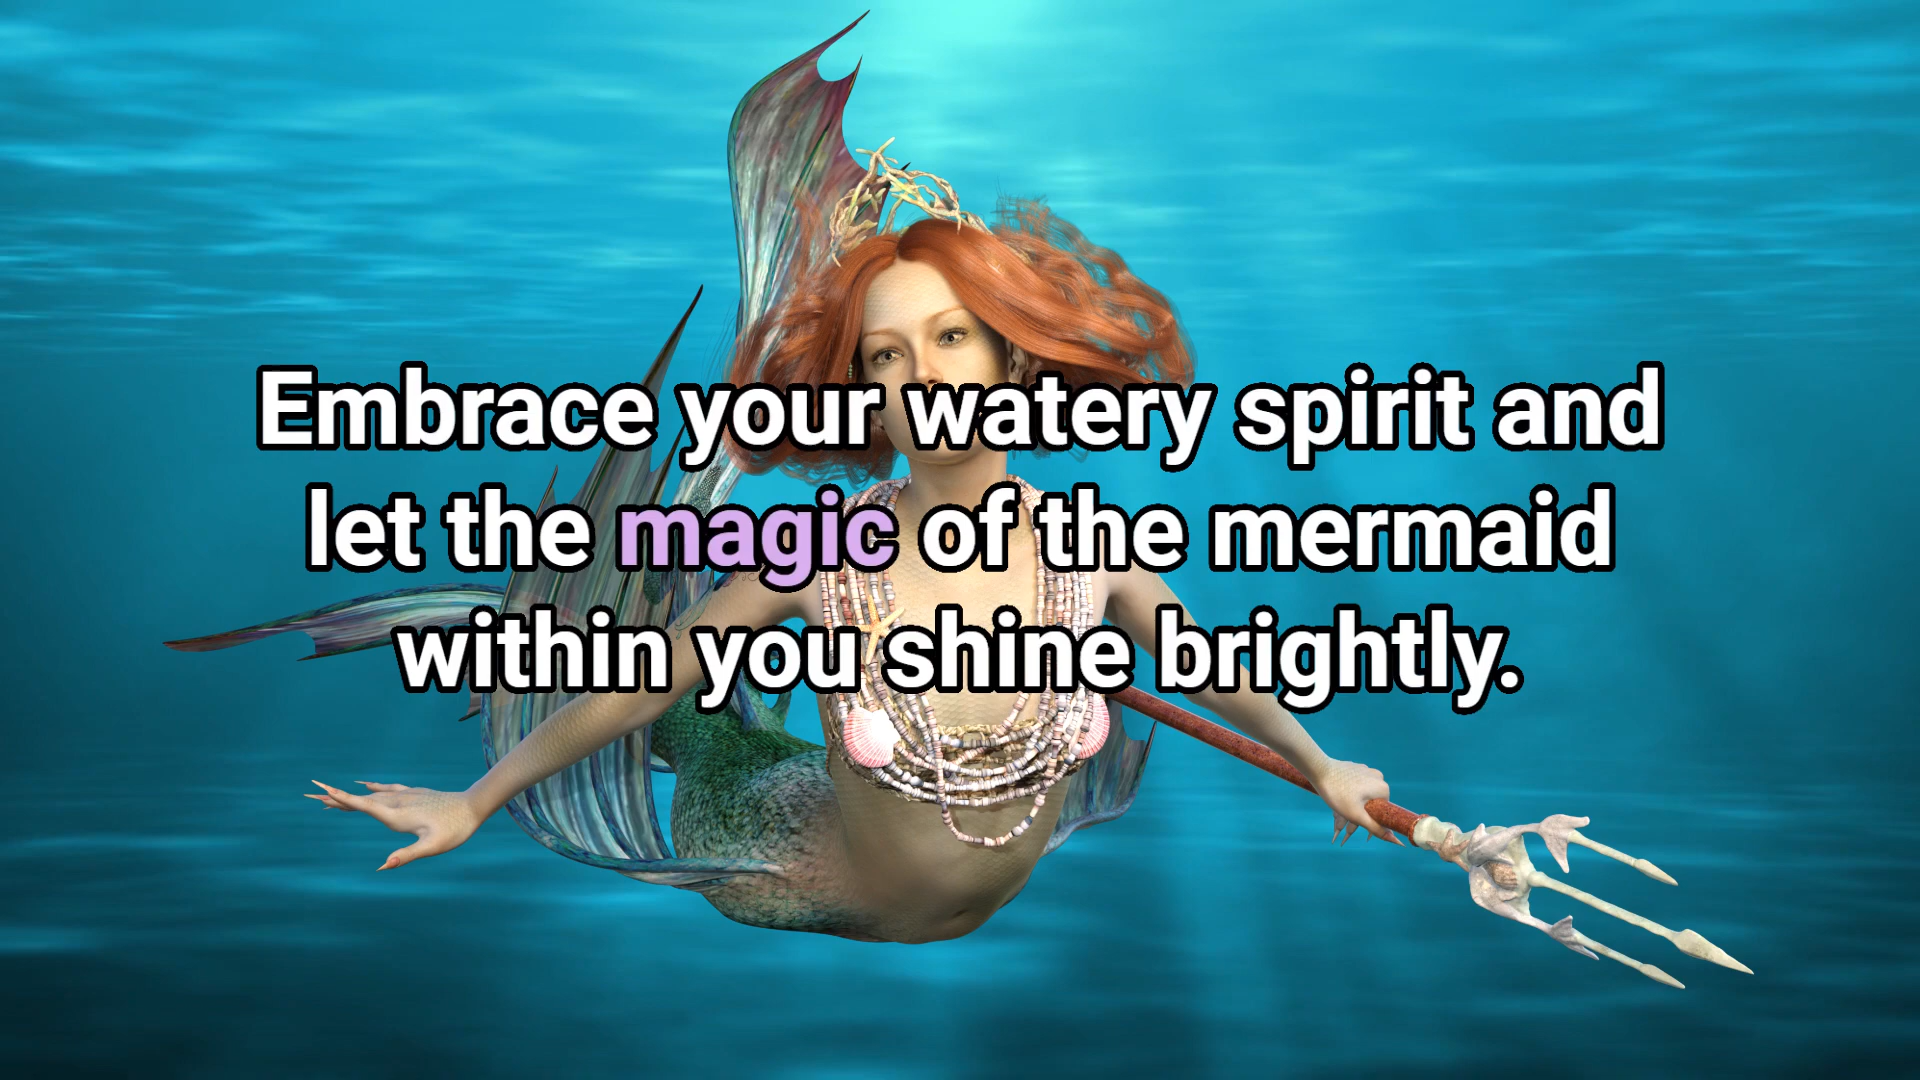 Embrace your watery spirit and
let the magic of the mermaid
within you shine brightly.